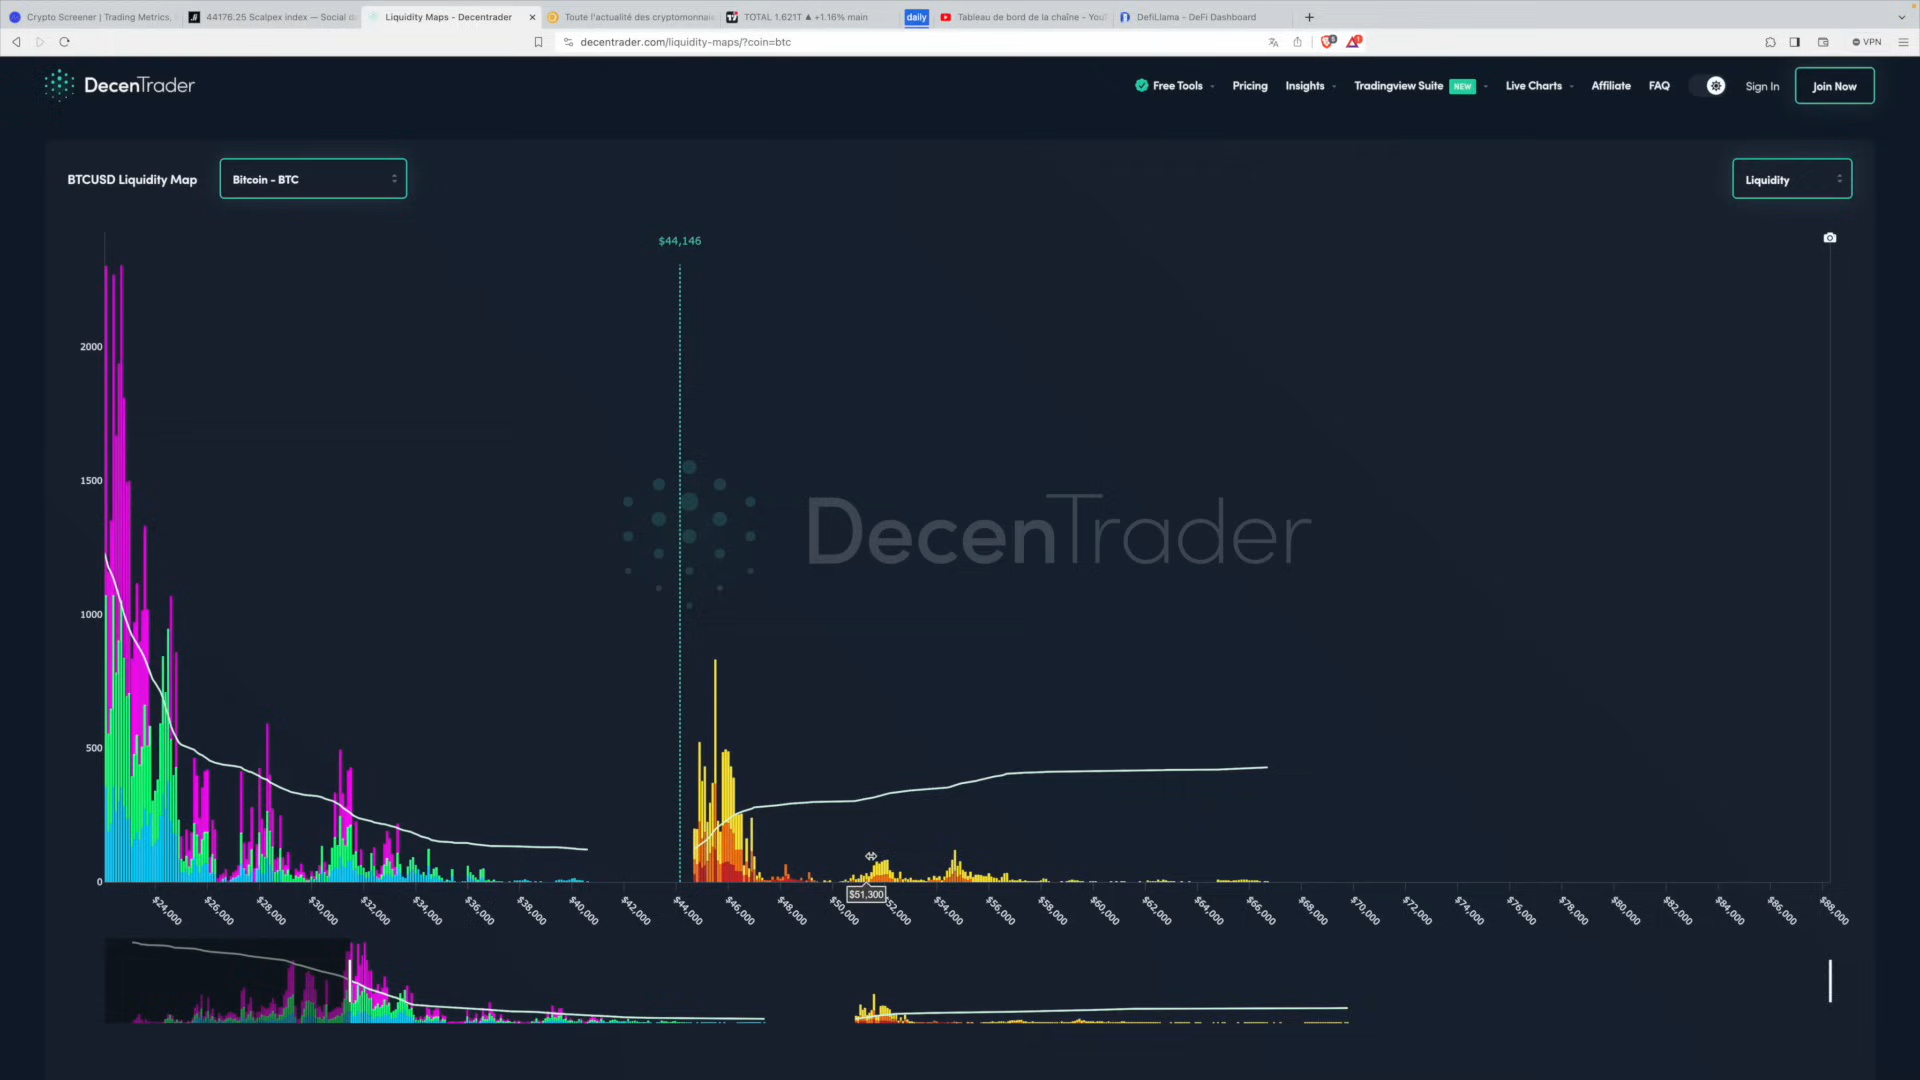 Crypto Screener | Trading Metrics,
44176.25 Scalpex index — Social da
Liquidity Maps - Decentrader
Toute l'actualité des cryptomonnaie
TOTAL 1.621T ▲ +1.16% main
daily
Tableau de bord de la chaîne - YouT
DefiLlama - DeFi Dashboard
decentrader.com/liquidity-maps/?coin=btc
VPN
DecenTrader
Free Tools
Pricing
Insights
Tradingview Suite NEW
Live Charts
Affiliate
FAQ
Sign In
Join Now
BTCUSD Liquidity Map
Bitcoin - BTC
Liquidity
$44,146
2000
1500
1000
500
0
DecenTrader
$51,300
$24,000
$26,000
$28,000
$30,000
$32,000
$34,000
$36,000
$38,000
$40,000
$42,000
$44,000
$46,000
$48,000
$50,000
$52,000
$54,000
$56,000
$58,000
$60,000
$62,000
$64,000
$66,000
$70,000
$72,000
$74,000
$76,000
$78,000
$80,000
$82,000
$84,000
$86,000
$88,000